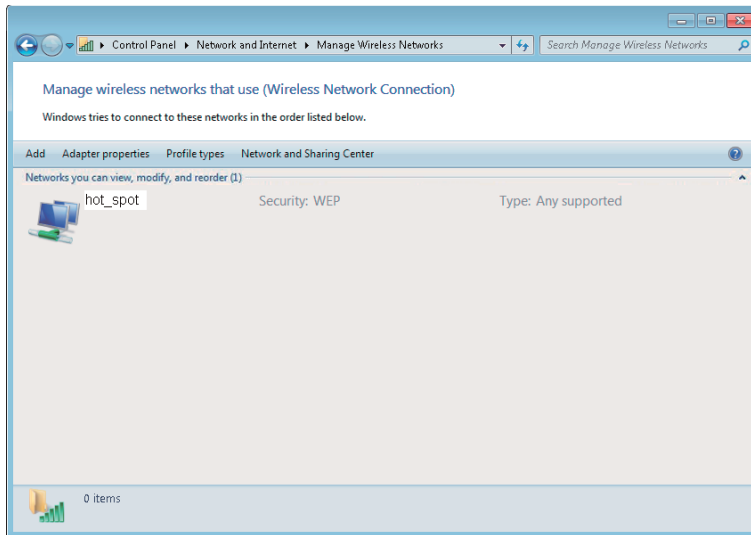 Control Panel Network and Internet Manage Wireless Networks Search Manage Wireless Networks
Manage wireless networks that use (Wireless Network Connection)
Windows tries to connect to these networks in the order listed below.
Add Adapter properties Profile types Network and Sharing Center
Networks you can view, modify, and reorder (1)
hot_spot Security: WEP Type: Any supported
0 items